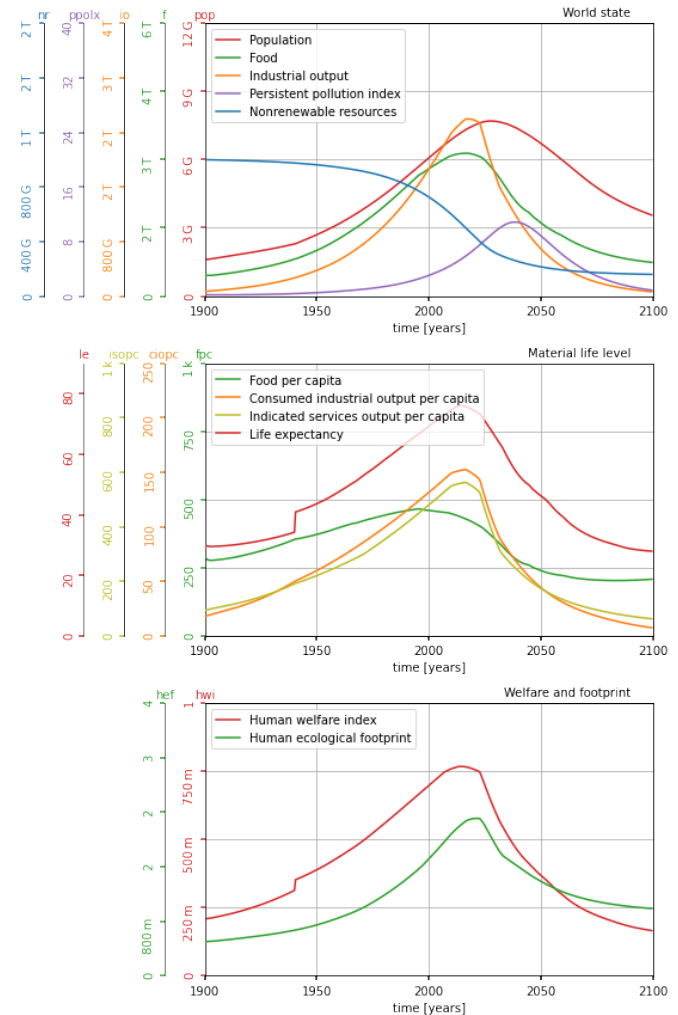 nr ppolx io f pop World state
2 T 40 4 T 6 T 12 G
2 T 32 3 T 4 T 9 G
1 T 24 2 T 3 T 6 G
800 G 16 2 T 2 T 3 G
400 G 8 800 G
0 0 0 0 0
Population
Food
Industrial output
Persistent pollution index
Nonrenewable resources
1900 1950 2000 2050 2100
time [years]
le isopc ciopc fpc Material life level
80 1 k 250 1 k
60 800 200 750
40 600 150 500
20 400 100 250
0 200 50 0
0 0
Food per capita
Consumed industrial output per capita
Indicated services output per capita
Life expectancy
1900 1950 2000 2050 2100
time [years]
hef hwi Welfare and footprint
4 1
3 750 m
2 500 m
2 250 m
800 m 0
0
Human welfare index
Human ecological footprint
1900 1950 2000 2050 2100
time [years]